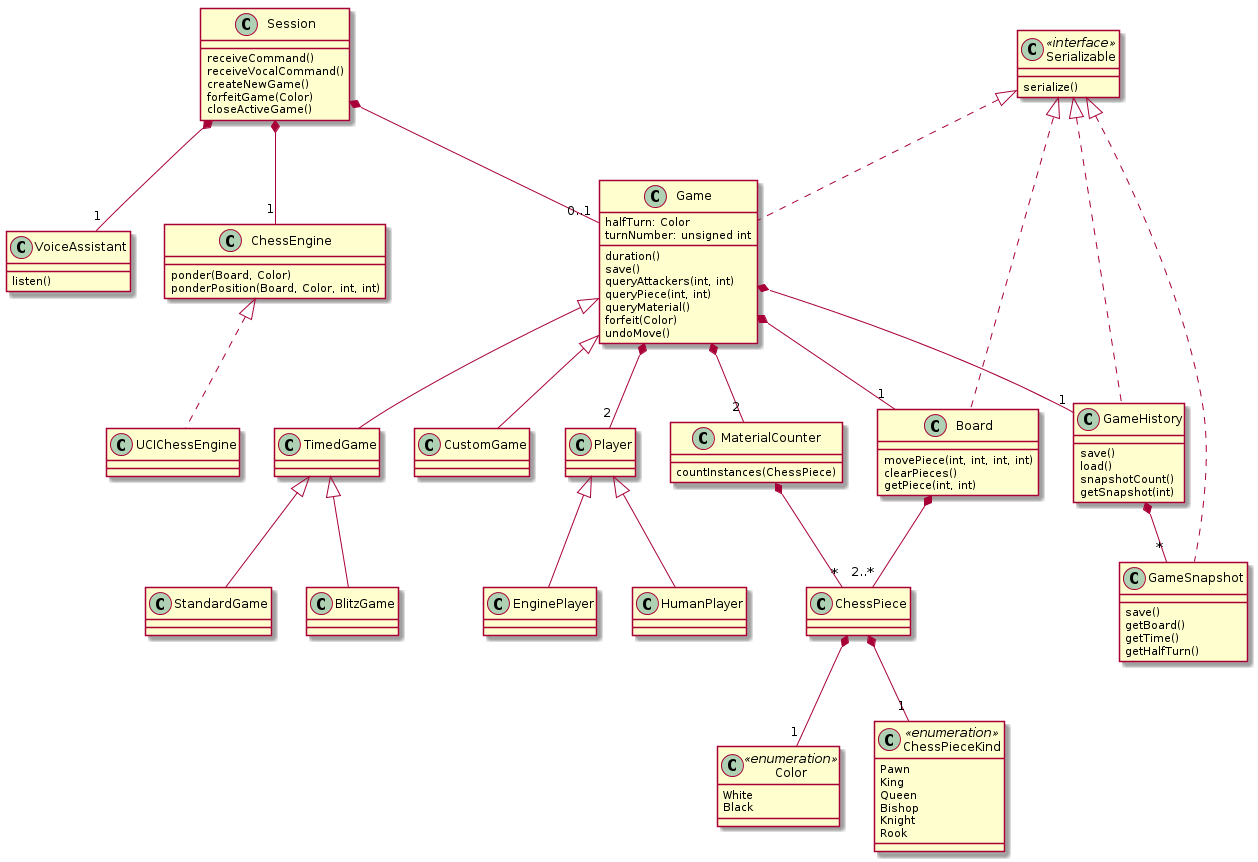 C Session
receiveCommand()
receiveVocalCommand()
createNewGame()
forfeitGame(Color)
closeActiveGame()
C «interface»
Serializable
serialize()
C Game
halfTurn: Color
turnNumber: unsigned int
duration()
save()
queryAttackers(int, int)
queryPiece(int, int)
queryMaterial()
forfeit(Color)
undoMove()
1
1
0..1
C VoiceAssistant
listen()
C ChessEngine
ponder(Board, Color)
ponderPosition(Board, Color, int, int)
2
2
1
1
C UCIChessEngine
C TimedGame
C CustomGame
C Player
C MaterialCounter
countInstances(ChessPiece)
C Board
movePiece(int, int, int, int)
clearPieces()
getPiece(int, int)
C GameHistory
save()
load()
snapshotCount()
getSnapshot(int)
*
2..*
*
C StandardGame
C BlitzGame
C EnginePlayer
C HumanPlayer
C ChessPiece
C GameSnapshot
save()
getBoard()
getTime()
getHalfTurn()
1
1
C «enumeration»
Color
White
Black
C «enumeration»
ChessPieceKind
Pawn
King
Queen
Bishop
Knight
Rook